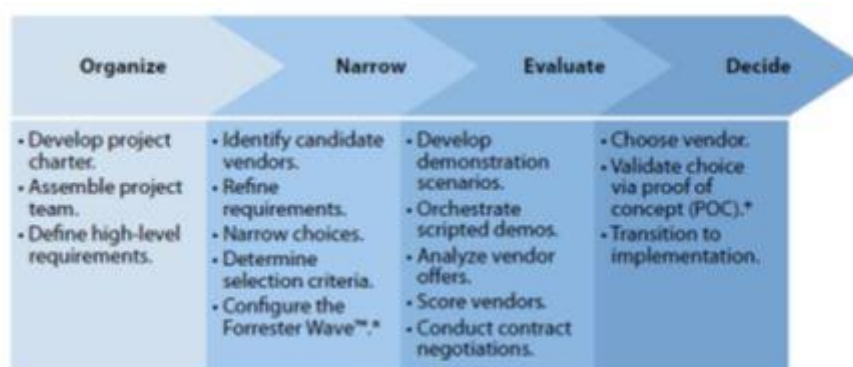 Organize
Narrow
Evaluate
Decide
• Develop project
charter.
• Assemble project
team.
• Define high-level
requirements.
• Identify candidate
vendors.
• Refine
requirements.
• Narrow choices.
• Determine
selection criteria.
• Configure the
Forrester Wave™.*
• Develop
demonstration
scenarios.
• Orchestrate
scripted demos.
• Analyze vendor
offers.
• Score vendors.
• Conduct contract
negotiations.
• Choose vendor.
• Validate choice
via proof of
concept (POC).*
• Transition to
implementation.